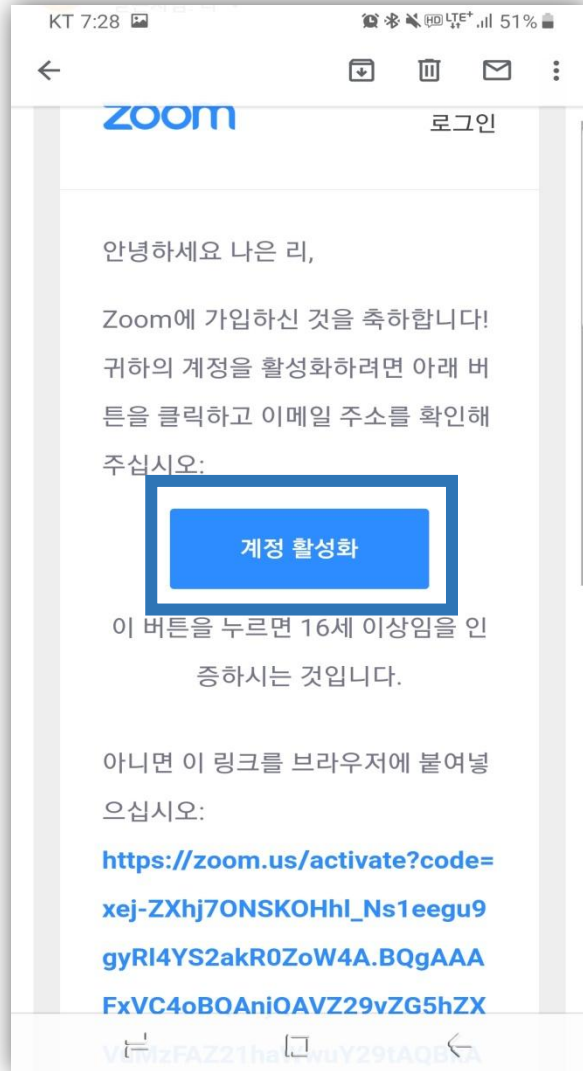 KT 7:28 LTE+ 51%
zoom
로그인
안녕하세요 나은 리,
Zoom에 가입하신 것을 축하합니다!
귀하의 계정을 활성화하려면 아래 버
튼을 클릭하고 이메일 주소를 확인해
주십시오:
계정 활성화
이 버튼을 누르면 16세 이상임을 인
증하시는 것입니다.
아니면 이 링크를 브라우저에 붙여넣
으십시오:
https://zoom.us/activate?code=
xej-ZXhj7ONSKOHhl_Ns1eegu9
gyRl4YS2akR0ZoW4A.BQgAAA
FxVC4oBQAnjQAVZ29vZG5hZX